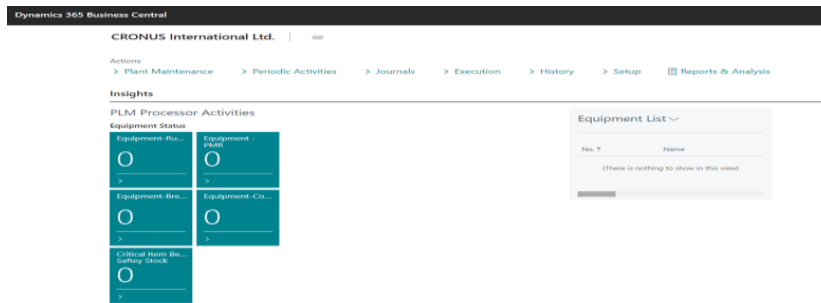 Dynamics 365 Business Central
CRONUS International Ltd.
Actions
> Plant Maintenance > Periodic Activities > Journals > Execution > History > Setup Reports & Analysis
Insights
PLM Processor Activities
Equipment Status
Equipment-Ru...
0
>
Equipment -
PMR
0
>
Equipment-Bre...
0
>
Equipment-Co...
0
>
Critical Item Be...
Saftey Stock
0
>
Equipment List
No. ↑ Name
(There is nothing to show in this view)